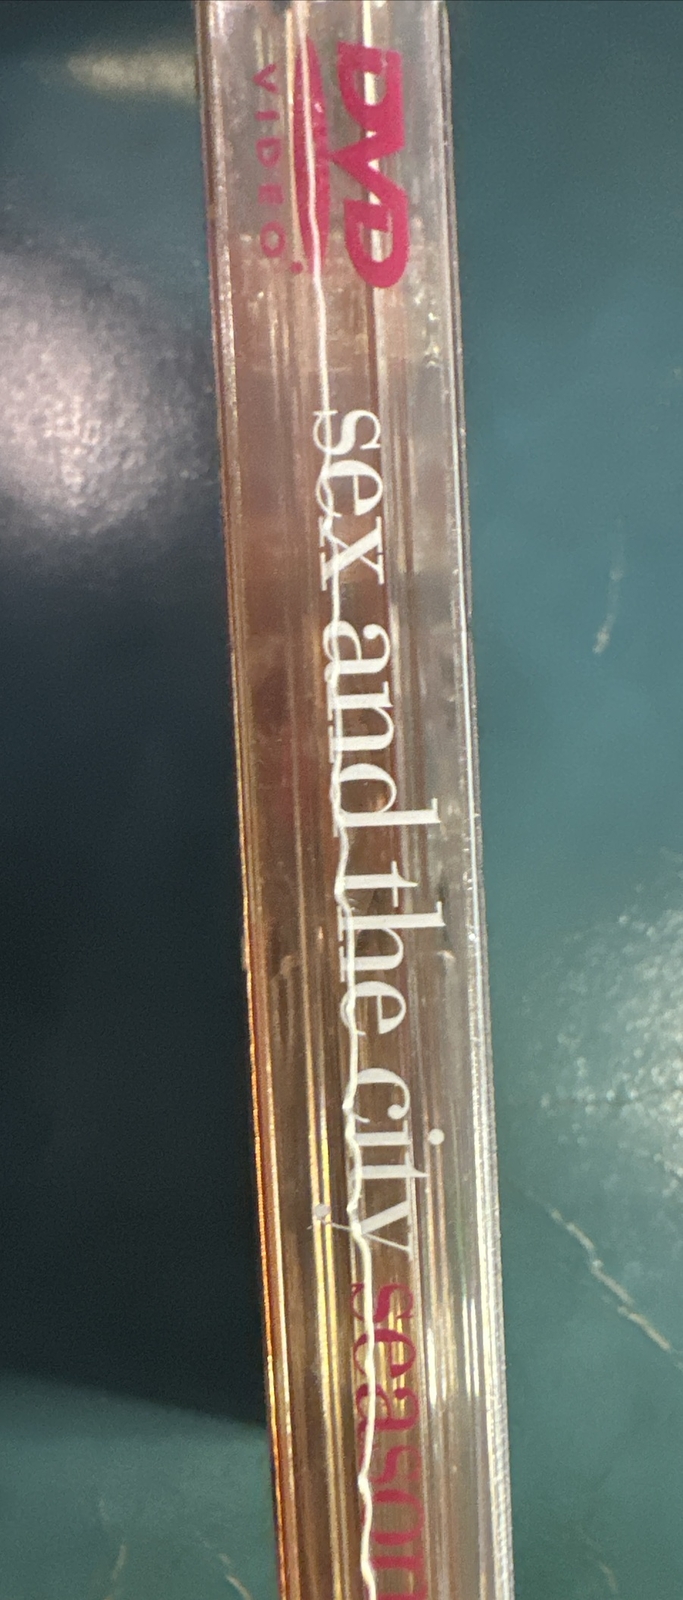 DVD
VIDEO
sex and the city season